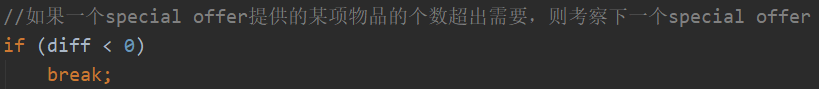 //如果一个special offer提供的某项物品的个数超出需要，则考察下一个special offer
if (diff < 0)
    break;